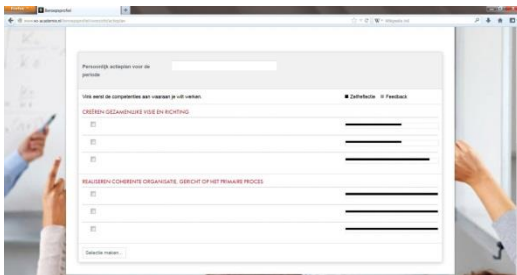 Beroepsprofiel
Persoonlijk actieplan voor de
periode
Vink eerst de competenties aan waaraan je wilt werken.
Zelfreflectie Feedback
CREËREN GEZAMENLIJKE VISIE EN RICHTING
REALISEREN COHERENTE ORGANISATIE, GERICHT OP HET PRIMAIRE PROCES
Selectie maken...